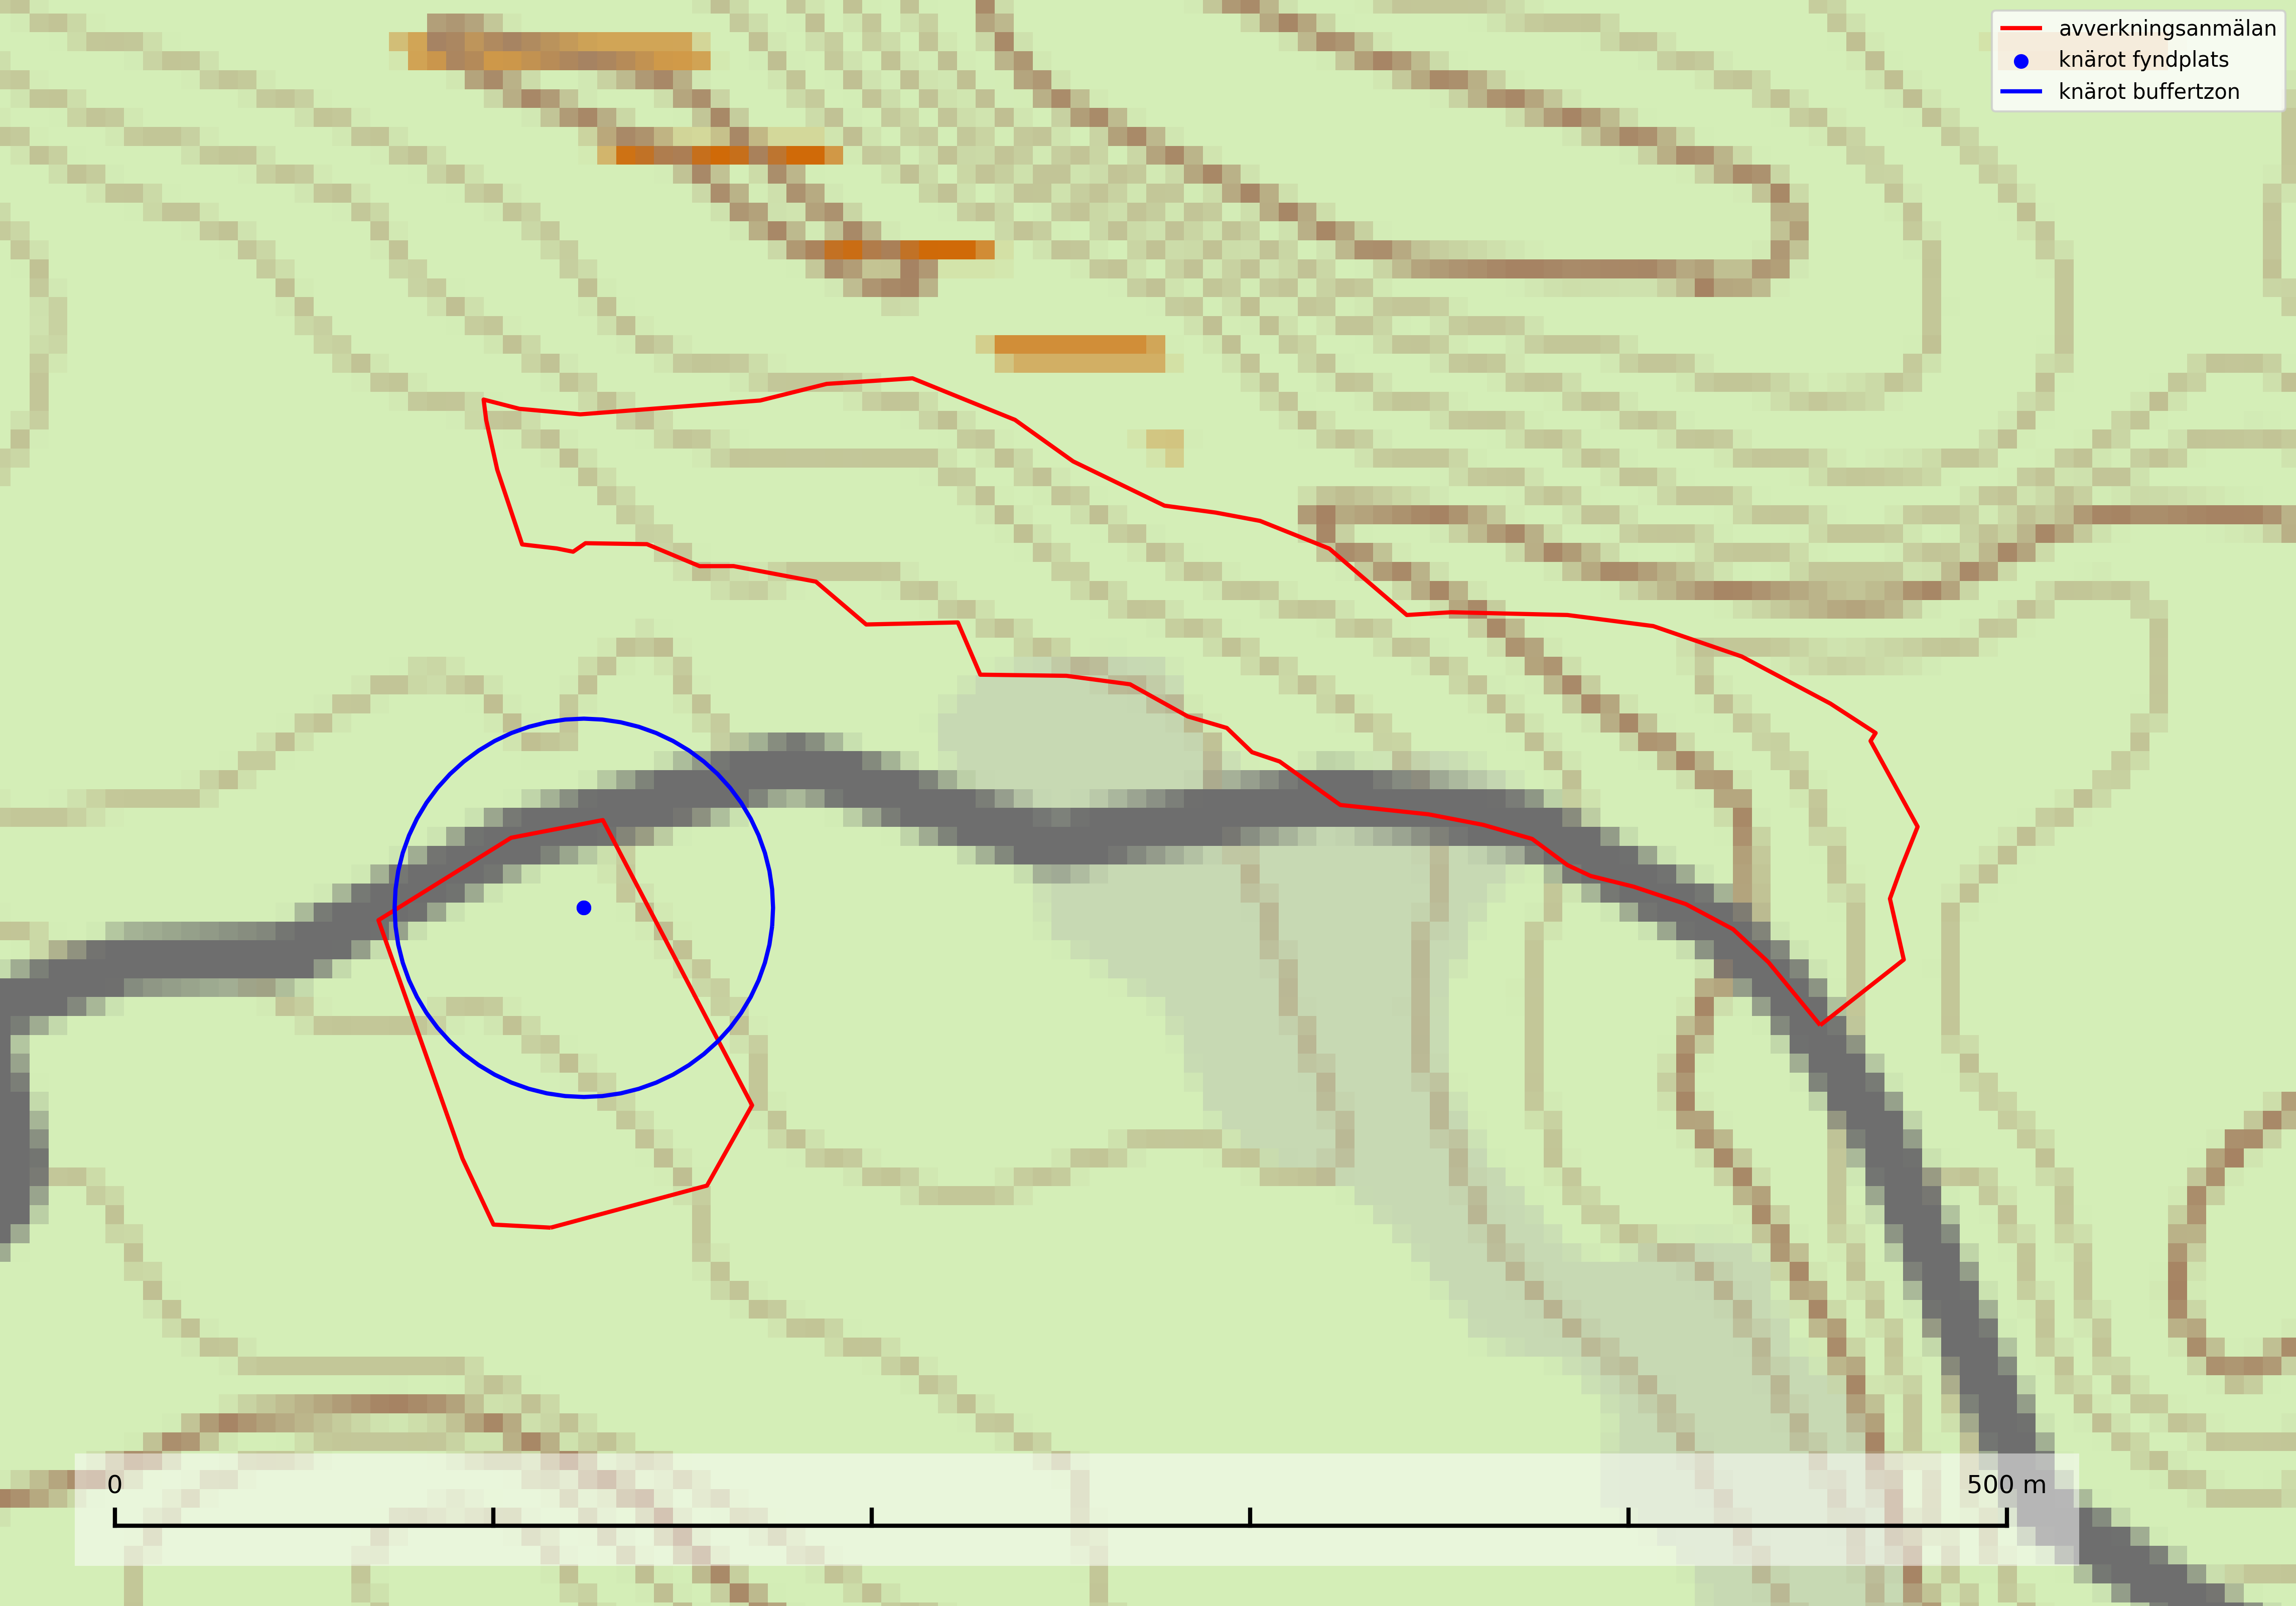 avverkningsanmälan
knärot fyndplats
knärot buffertzon
0
500 m